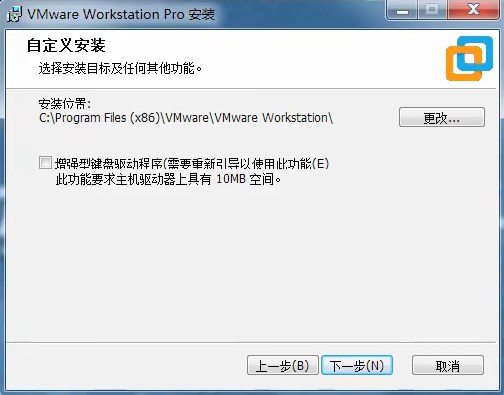 VMware Workstation Pro 安装
自定义安装
选择安装目标及任何其他功能。
安装位置:
C:\Program Files (x86)\VMware\VMware Workstation\
更改...
增强型键盘驱动程序(需要重新引导以使用此功能(E)
此功能要求主机驱动器上具有 10MB 空间。
上一步(B) 下一步(N) 取消